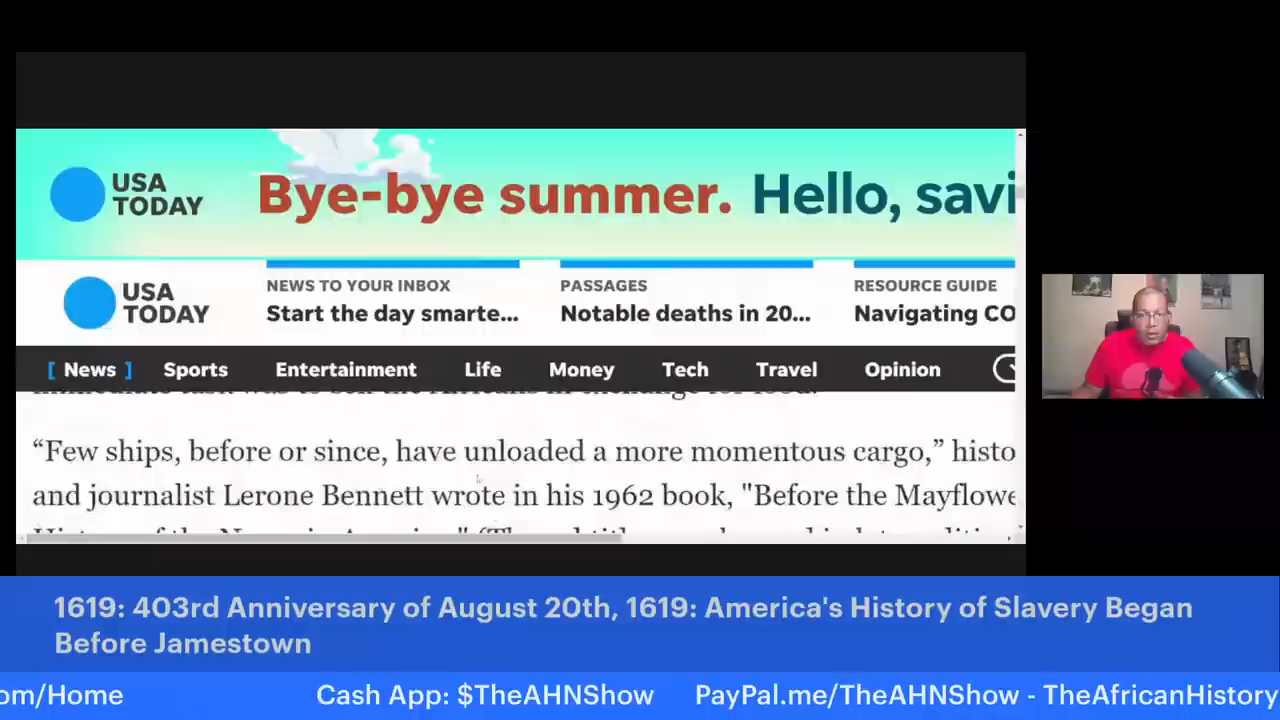 USA
TODAY
Bye-bye summer. Hello, savi
USA
TODAY
NEWS TO YOUR INBOX
Start the day smarte...
PASSAGES
Notable deaths in 20...
RESOURCE GUIDE
Navigating CO
[ News ] Sports Entertainment Life Money Tech Travel Opinion
“Few ships, before or since, have unloaded a more momentous cargo,” histo
and journalist Lerone Bennett wrote in his 1962 book, "Before the Mayflowe
1619: 403rd Anniversary of August 20th, 1619: America's History of Slavery Began
Before Jamestown
om/Home Cash App: $TheAHNShow PayPal.me/TheAHNShow - TheAfricanHistory